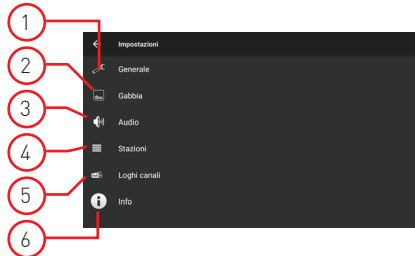 Impostazioni
1
Generale
2
Gabbia
3
Audio
4
Stazioni
5
Loghi canali
6
Info